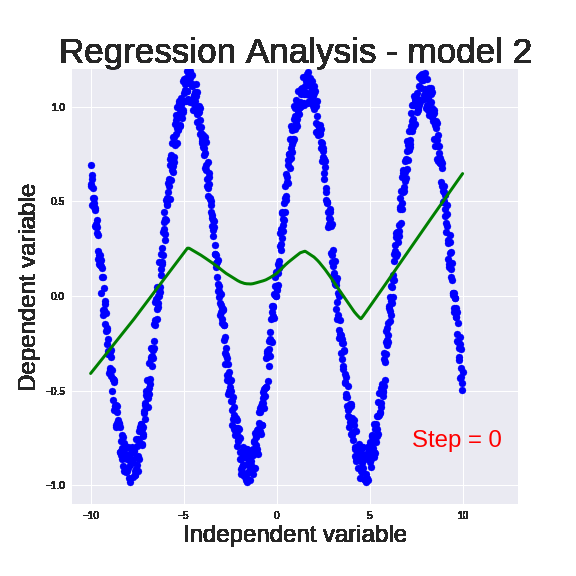 Regression Analysis - model 2
1.0
0.5
0.0
−0.5
−1.0
Dependent variable
Step = 0
−10 −5 0 5 10
Independent variable